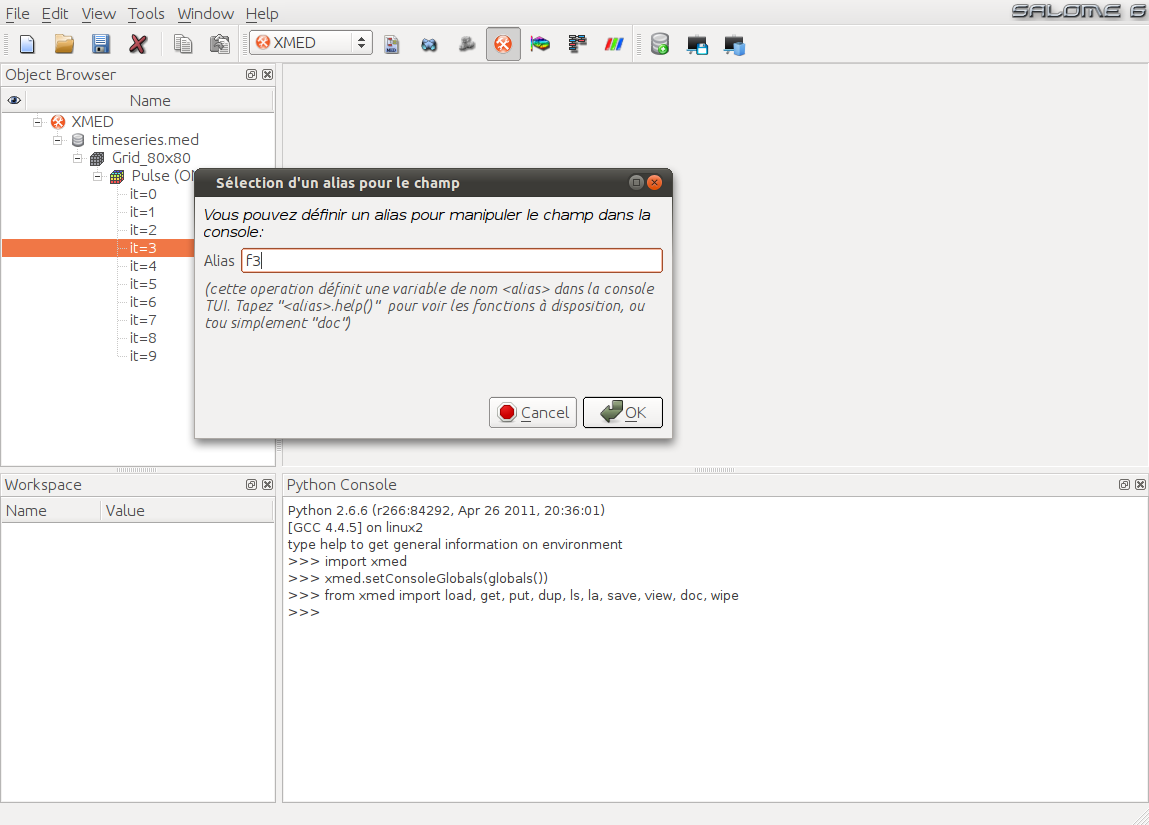 File Edit View Tools Window Help
SALOME 6
XMED
Object Browser
Name
XMED
timeseries.med
Grid_80x80
Pulse (ON
it=0
it=1
it=2
it=3
it=4
it=5
it=6
it=7
it=8
it=9
Sélection d'un alias pour le champ
Vous pouvez définir un alias pour manipuler le champ dans la
console:
Alias f3
(cette operation définit une variable de nom <alias> dans la console
TUI. Tapez "<alias>.help()" pour voir les fonctions à disposition, ou
tou simplement "doc")
Cancel OK
Workspace
Name Value
Python Console
Python 2.6.6 (r266:84292, Apr 26 2011, 20:36:01)
[GCC 4.4.5] on linux2
type help to get general information on environment
>>> import xmed
>>> xmed.setConsoleGlobals(globals())
>>> from xmed import load, get, put, dup, ls, la, save, view, doc, wipe
>>>